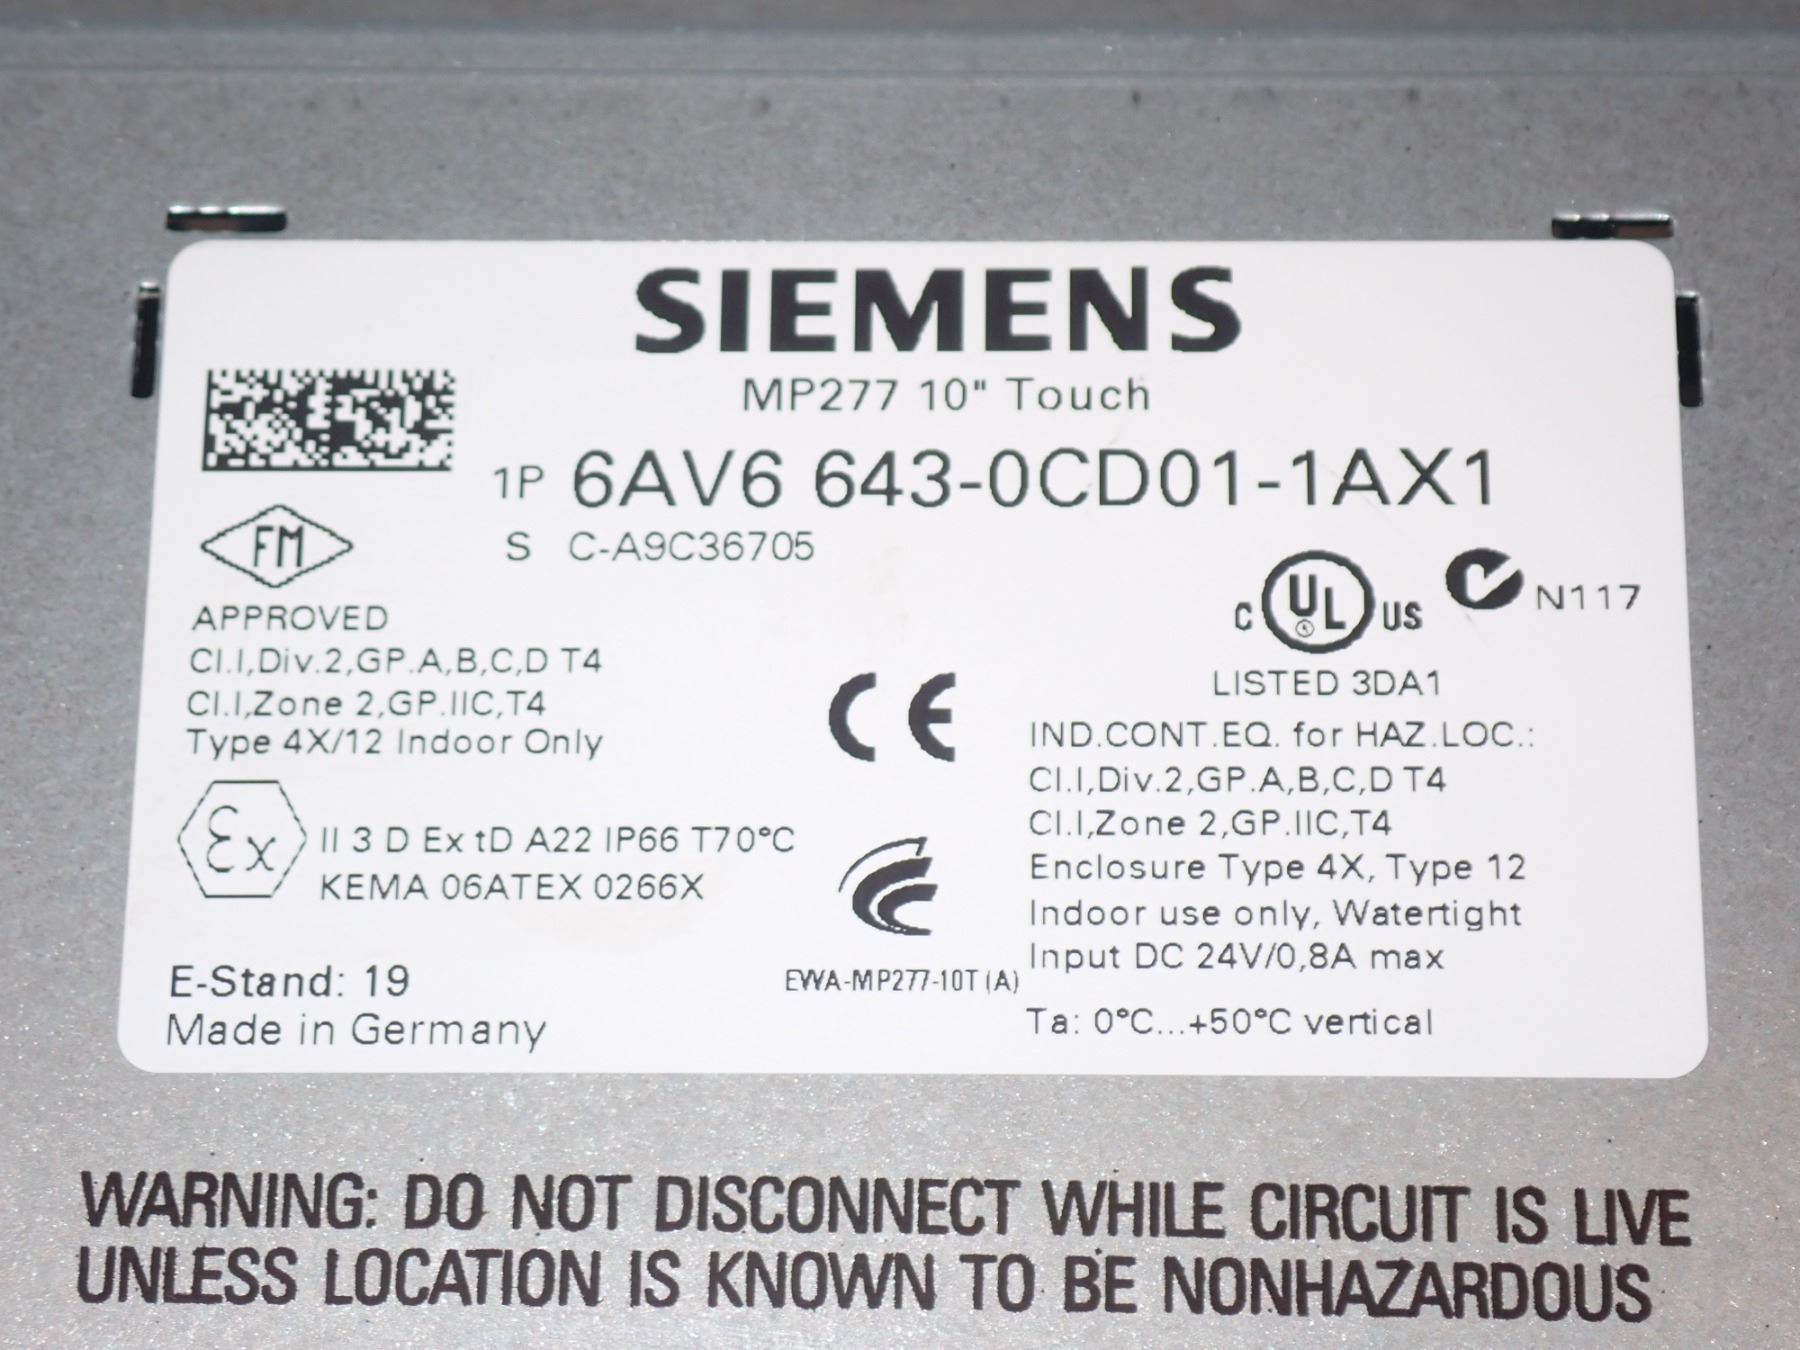 SIEMENS
MP277 10" Touch
1P 6AV6 643-0CD01-1AX1
S C-A9C36705
FM
APPROVED
Cl.I,Div.2,GP.A,B,C,D T4
Cl.I,Zone 2,GP.IIC,T4
Type 4X/12 Indoor Only
Ex II 3 D Ex tD A22 IP66 T70°C
KEMA 06ATEX 0266X
E-Stand: 19
Made in Germany
CE
EWA-MP277-10T(A)
C UL US N117
LISTED 3DA1
IND.CONT.EQ. for HAZ.LOC.:
Cl.I,Div.2,GP.A,B,C,D T4
Cl.I,Zone 2,GP.IIC,T4
Enclosure Type 4X, Type 12
Indoor use only, Watertight
Input DC 24V/0,8A max
Ta: 0°C...+50°C vertical
WARNING: DO NOT DISCONNECT WHILE CIRCUIT IS LIVE
UNLESS LOCATION IS KNOWN TO BE NONHAZARDOUS